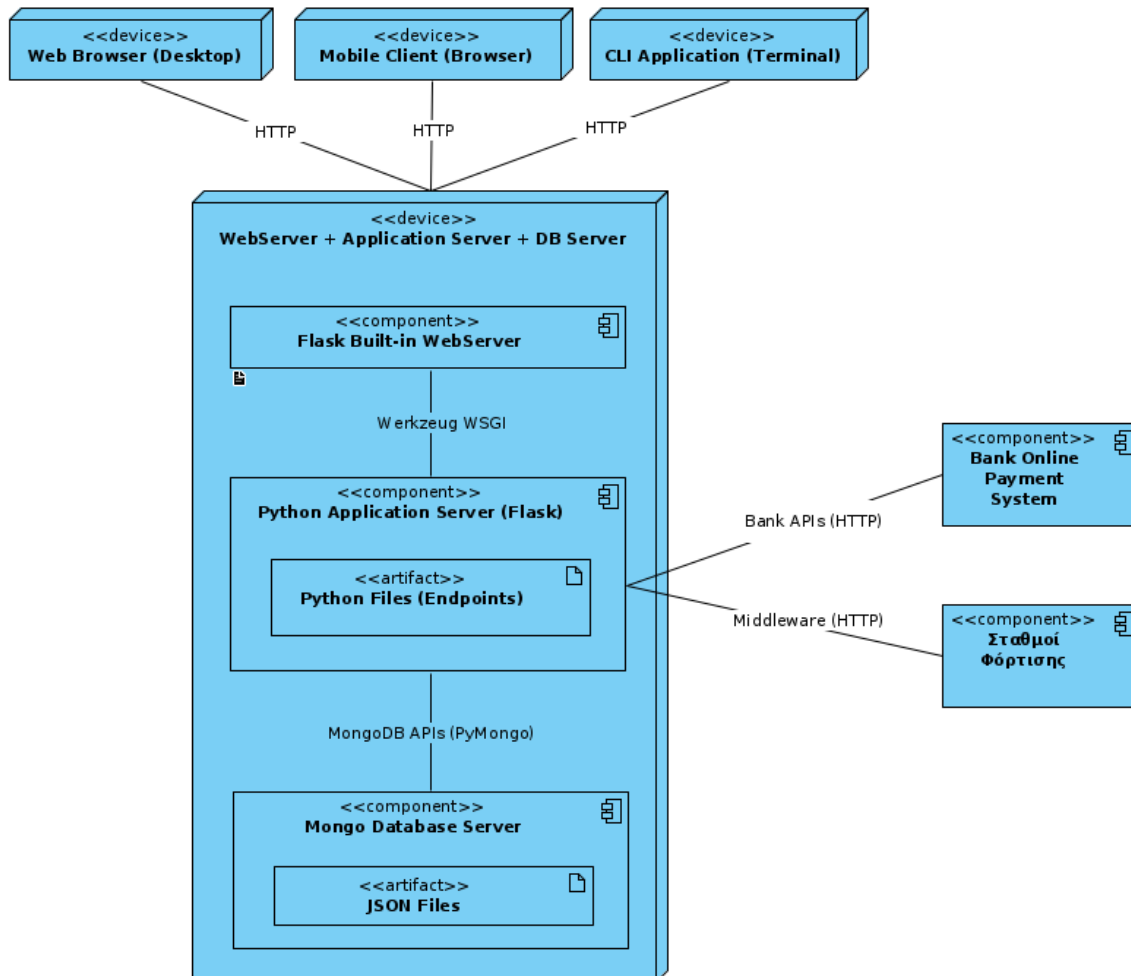 <<device>>
Web Browser (Desktop)
<<device>>
Mobile Client (Browser)
<<device>>
CLI Application (Terminal)
HTTP
HTTP
HTTP
<<device>>
WebServer + Application Server + DB Server
<<component>>
Flask Built-in WebServer
Werkzeug WSGI
<<component>>
Python Application Server (Flask)
<<artifact>>
Python Files (Endpoints)
Bank APIs (HTTP)
<<component>>
Bank Online
Payment
System
Middleware (HTTP)
<<component>>
Σταθμοί
Φόρτισης
MongoDB APIs (PyMongo)
<<component>>
Mongo Database Server
<<artifact>>
JSON Files